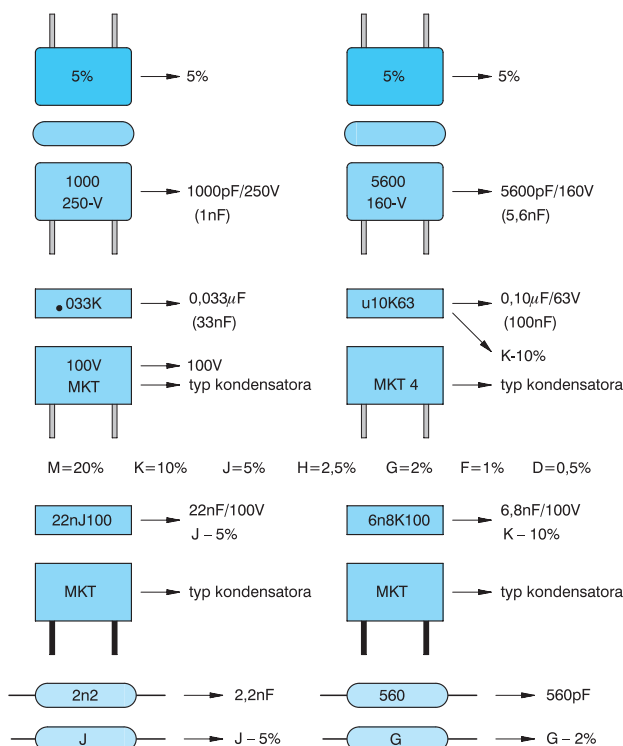 5% 5%
5% 5%
1000
250-V
1000pF/250V
(1nF)
5600
160-V
5600pF/160V
(5,6nF)
.033K
0,033µF
(33nF)
u10K63
0,10µF/63V
(100nF)
K-10%
100V
MKT
100V
typ kondensatora
MKT 4
typ kondensatora
M=20% K=10% J=5% H=2,5% G=2% F=1% D=0,5%
22nJ100
22nF/100V
J – 5%
6n8K100
6,8nF/100V
K – 10%
MKT
typ kondensatora
MKT
typ kondensatora
2n2
2,2nF
560
560pF
J
J – 5%
G
G – 2%